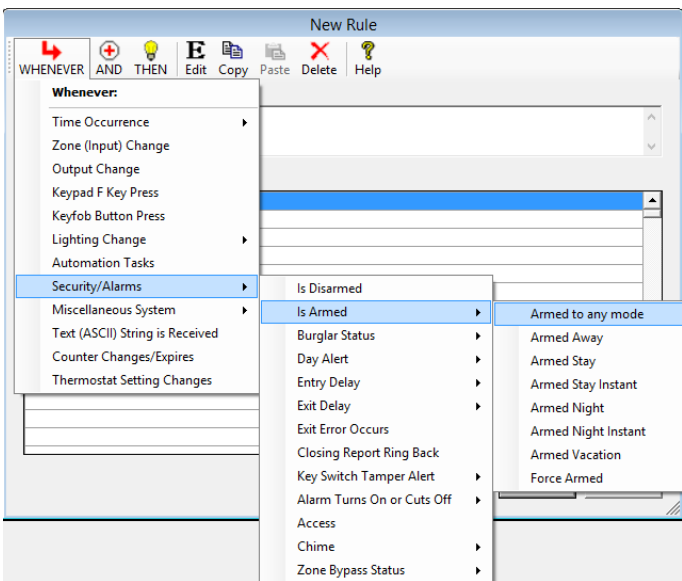 New Rule
WHENEVER AND THEN Edit Copy Paste Delete Help
Whenever:
Time Occurrence
Zone (Input) Change
Output Change
Keypad F Key Press
Keyfob Button Press
Lighting Change
Automation Tasks
Security/Alarms
Miscellaneous System
Text (ASCII) String is Received
Counter Changes/Expires
Thermostat Setting Changes
Is Disarmed
Is Armed
Burglar Status
Day Alert
Entry Delay
Exit Delay
Exit Error Occurs
Closing Report Ring Back
Key Switch Tamper Alert
Alarm Turns On or Cuts Off
Access
Chime
Zone Bypass Status
Armed to any mode
Armed Away
Armed Stay
Armed Stay Instant
Armed Night
Armed Night Instant
Armed Vacation
Force Armed